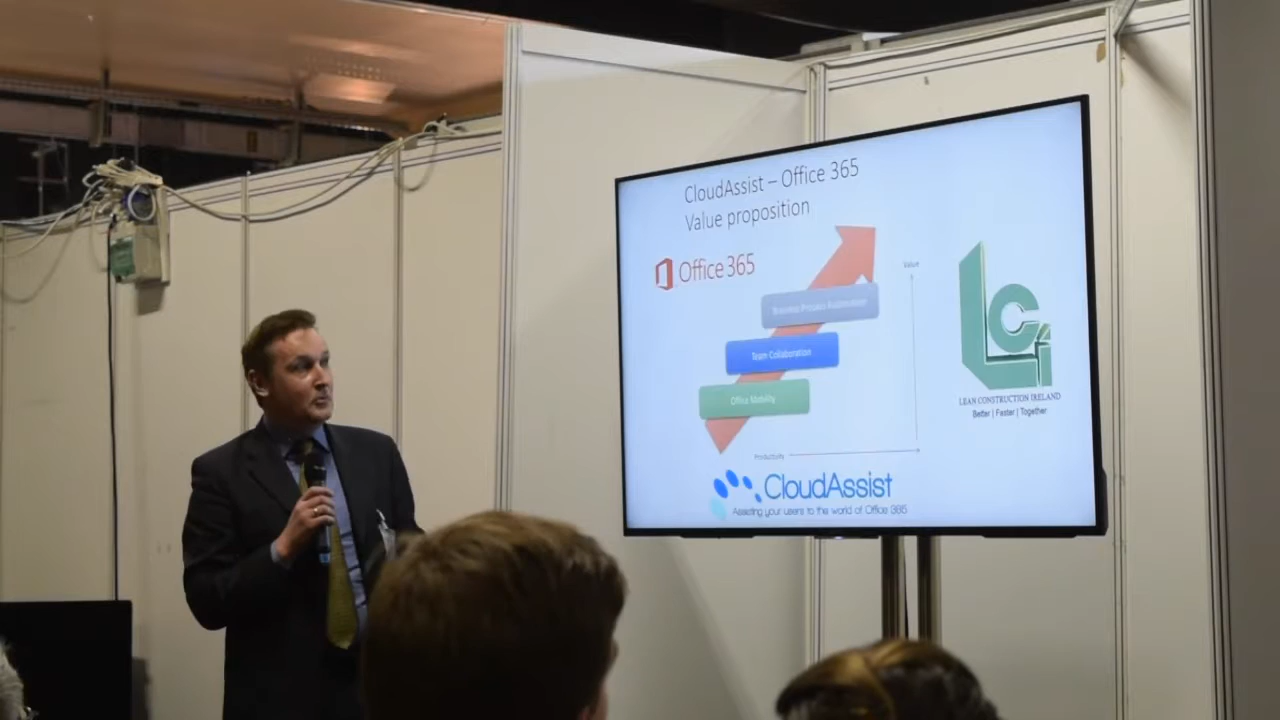 CloudAssist – Office 365
Value proposition
Office 365
Value
Business Process Automation
Team Collaboration
Office Mobility
Productivity
LCi
LEAN CONSTRUCTION IRELAND
Better | Faster | Together
CloudAssist
Assisting your users to the world of Office 365